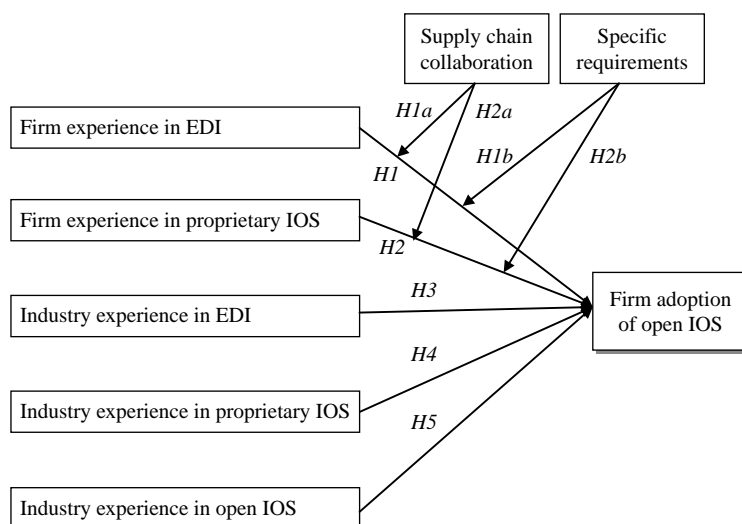 Supply chain
collaboration
Specific
requirements
H1a
H2a
Firm experience in EDI
H1
H1b
H2b
Firm experience in proprietary IOS
H2
Industry experience in EDI
H3
Firm adoption
of open IOS
H4
Industry experience in proprietary IOS
H5
Industry experience in open IOS